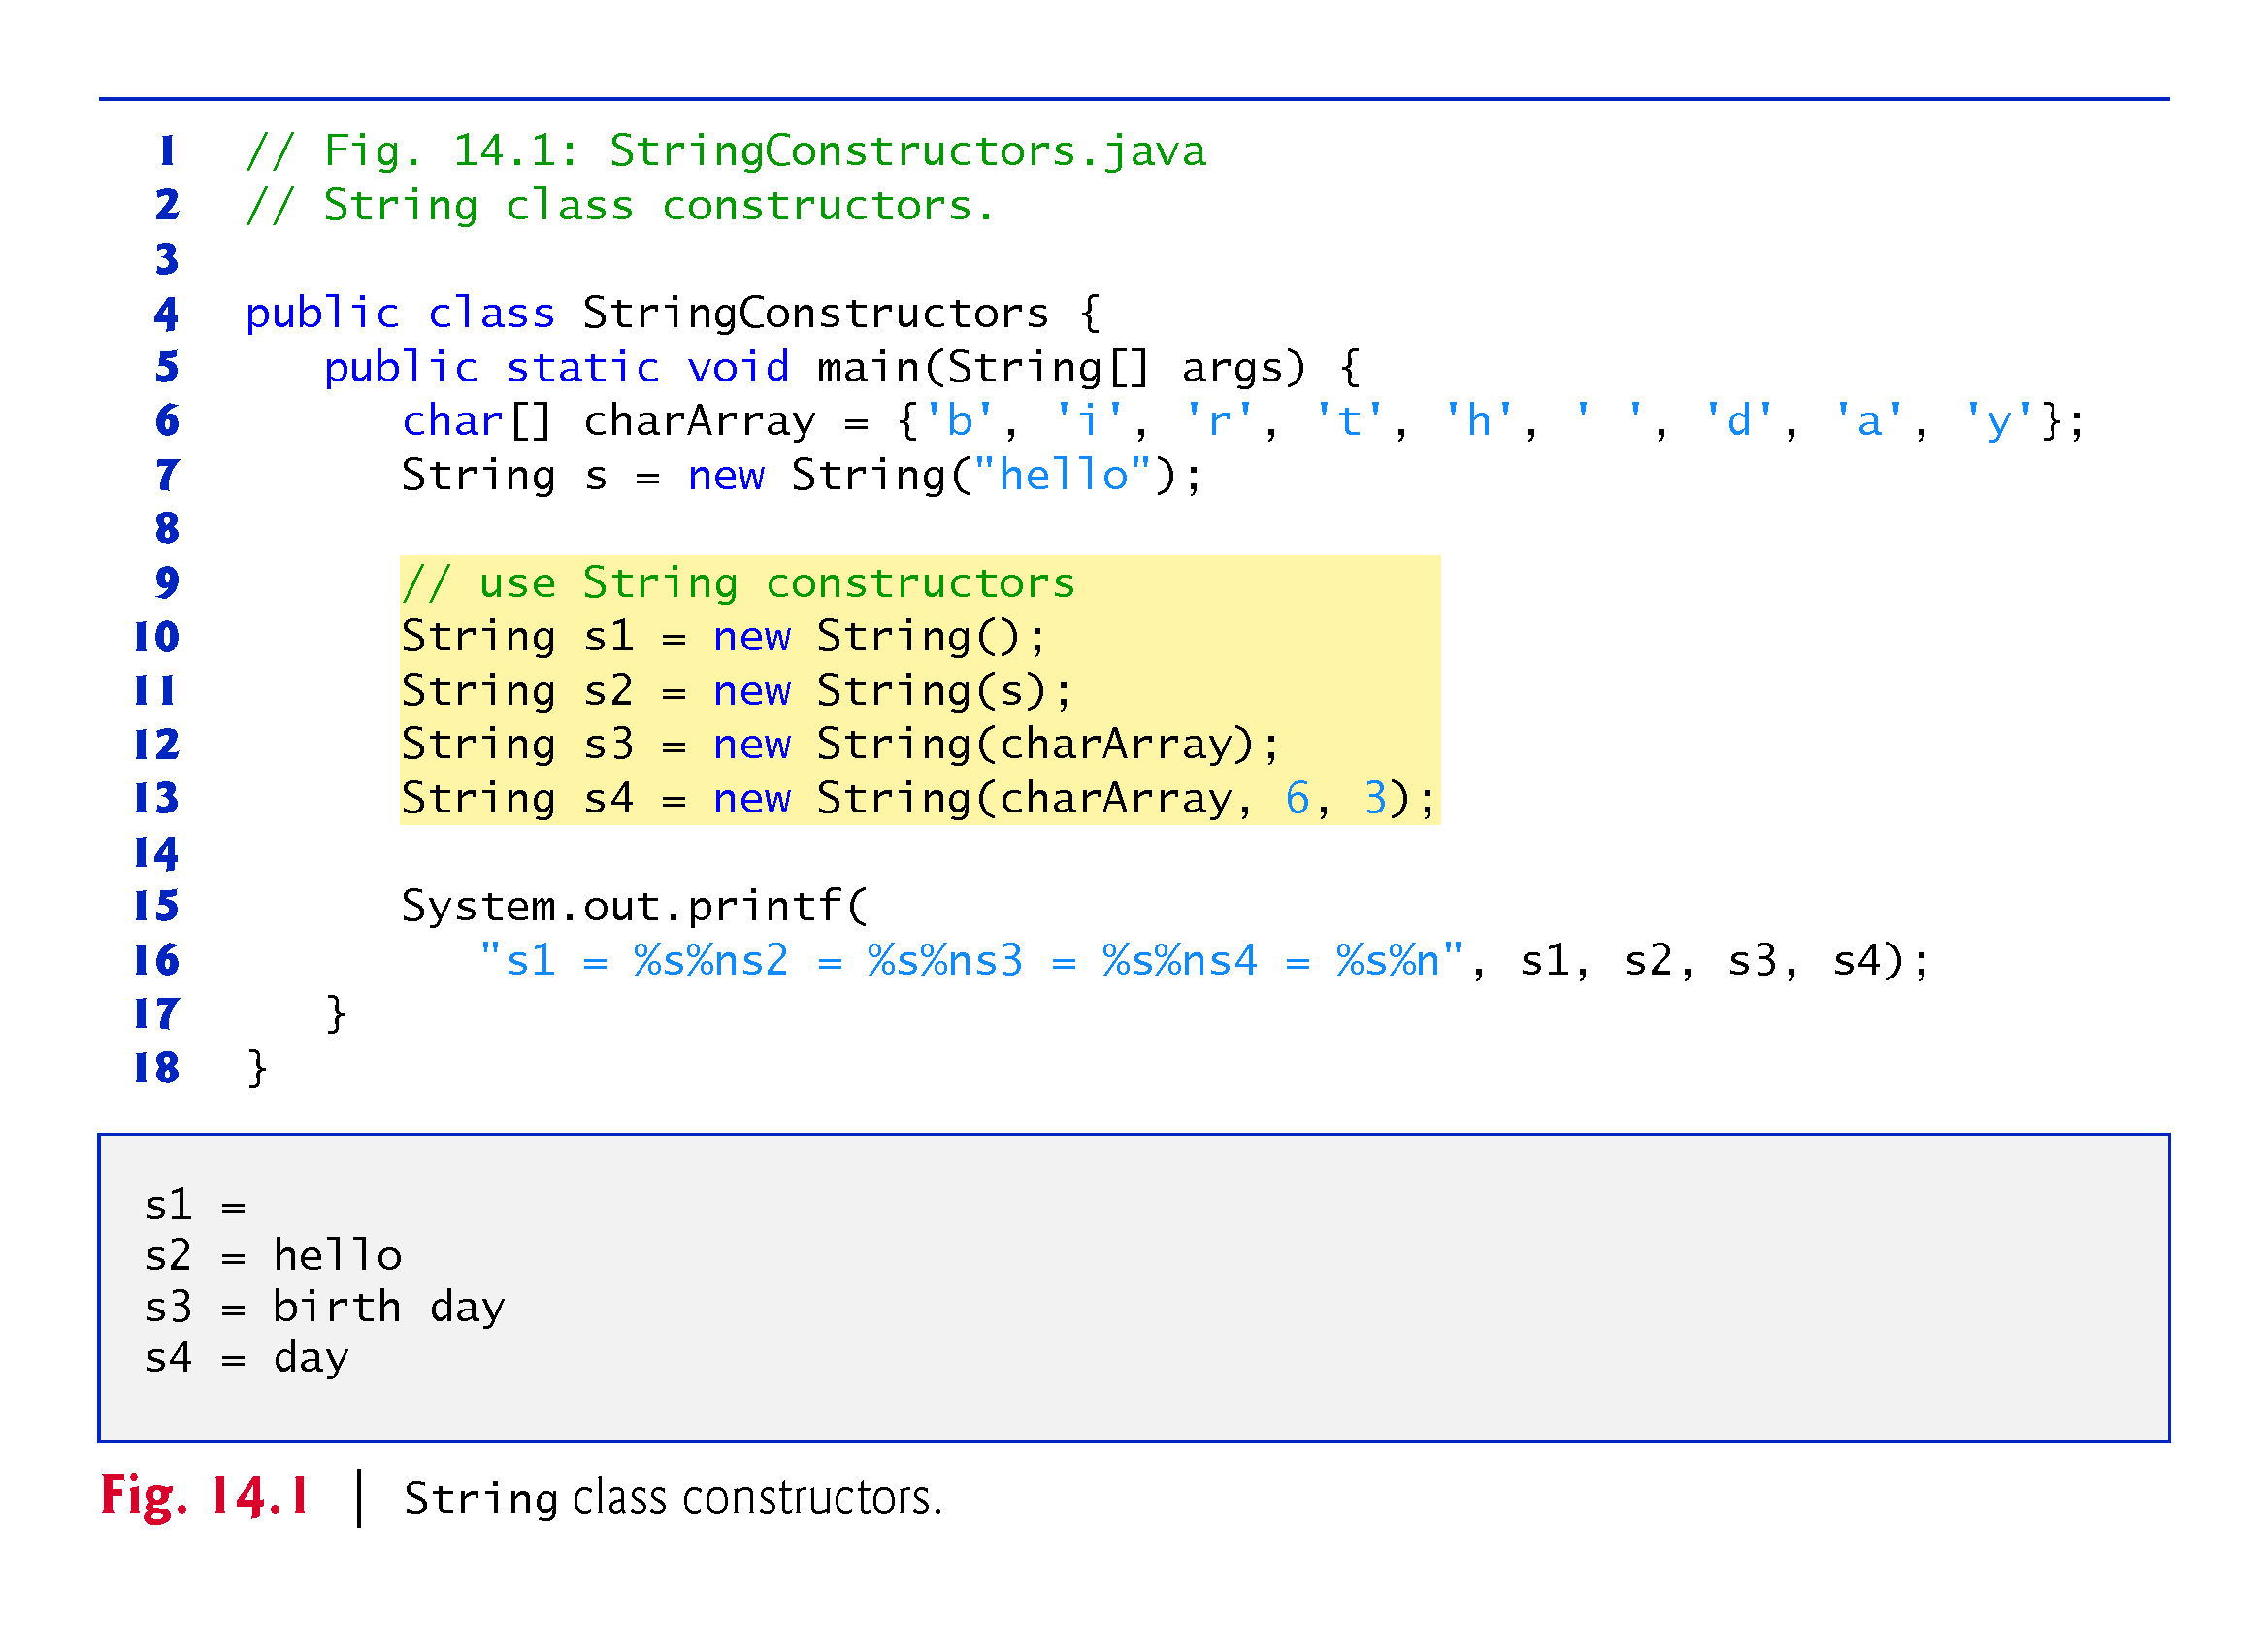 1 // Fig. 14.1: StringConstructors.java
2 // String class constructors.
3
4 public class StringConstructors {
5    public static void main(String[] args) {
6       char[] charArray = {'b', 'i', 'r', 't', 'h', ' ', 'd', 'a', 'y'};
7       String s = new String("hello");
8
9       // use String constructors
10       String s1 = new String();
11       String s2 = new String(s);
12       String s3 = new String(charArray);
13       String s4 = new String(charArray, 6, 3);
14
15       System.out.printf(
16          "s1 = %s%ns2 = %s%ns3 = %s%ns4 = %s%n", s1, s2, s3, s4);
17    }
18 }
s1 =
s2 = hello
s3 = birth day
s4 = day
Fig. 14.1 | String class constructors.